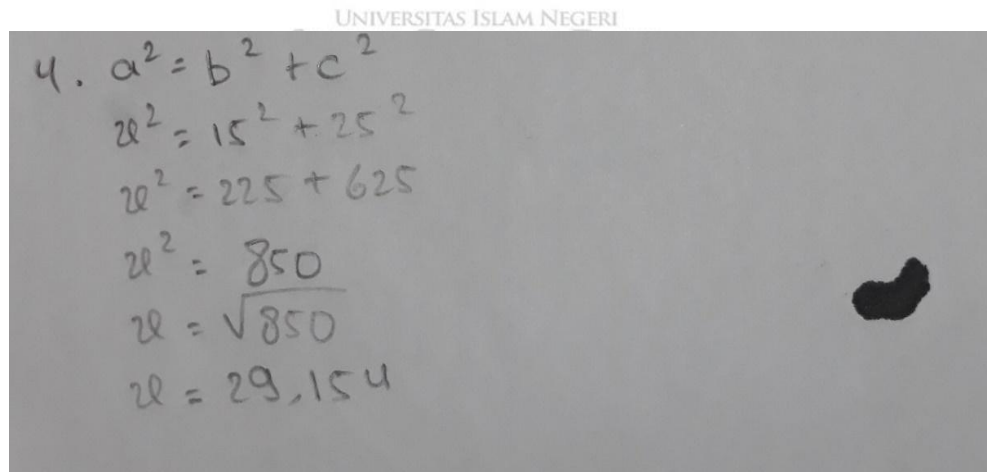 UNIVERSITAS ISLAM NEGERI
4. a² = b² + c²
x² = 15² + 25²
x² = 225 + 625
x² = 850
x = √850
x = 29,154